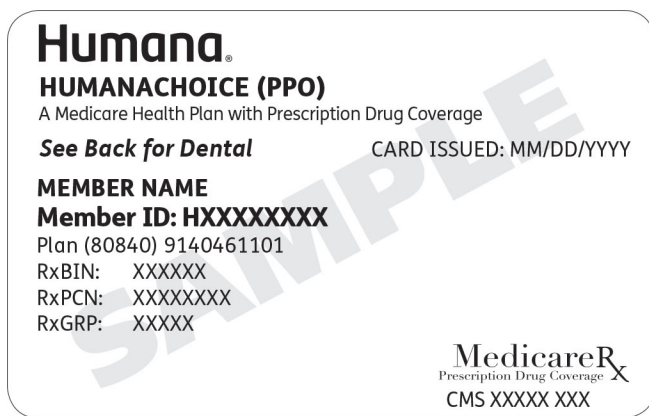 Humana®
HUMANACHOICE (PPO)
A Medicare Health Plan with Prescription Drug Coverage
See Back for Dental CARD ISSUED: MM/DD/YYYY
MEMBER NAME
Member ID: HXXXXXXXX
Plan (80840) 9140461101
RxBIN: XXXXXX
RxPCN: XXXXXXXX
RxGRP: XXXXX
SAMPLE
MedicareRx
Prescription Drug Coverage
CMS XXXXX XXX